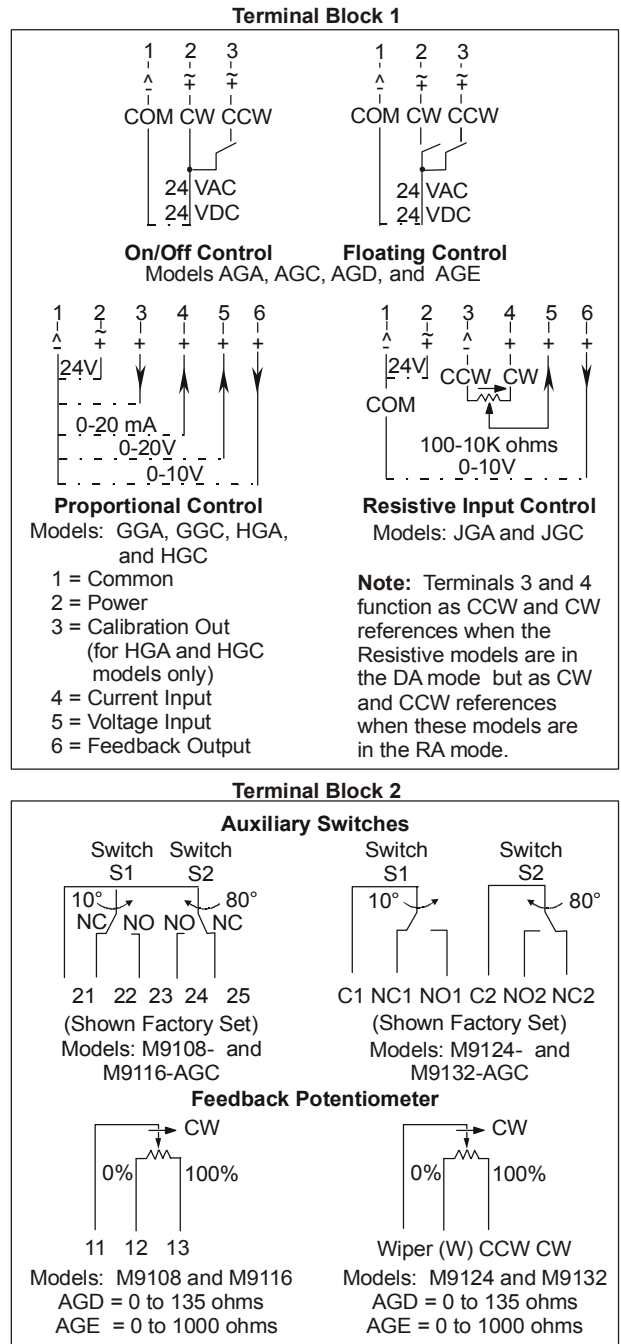 Terminal Block 1
1 2 3 1 2 3
COM CW CCW COM CW CCW
24 VAC 24 VAC
24 VDC 24 VDC
On/Off Control Floating Control
Models AGA, AGC, AGD, and AGE
1 2 3 4 5 6
24V
0-20 mA
0-20V
0-10V
Proportional Control
Models: GGA, GGC, HGA,
and HGC
1 = Common
2 = Power
3 = Calibration Out
(for HGA and HGC
models only)
4 = Current Input
5 = Voltage Input
6 = Feedback Output
1 2 3 4 5 6
24V
CCW CW
COM
100-10K ohms
0-10V
Resistive Input Control
Models: JGA and JGC
Note: Terminals 3 and 4
function as CCW and CW
references when the
Resistive models are in
the DA mode but as CW
and CCW references
when these models are
in the RA mode.
Terminal Block 2
Auxiliary Switches
Switch Switch
S1 S2
10° 80°
NC NO NO NC
21 22 23 24 25
(Shown Factory Set)
Models: M9108- and
M9116-AGC
Switch Switch
S1 S2
10° 80°
C1 NC1 NO1 C2 NO2 NC2
(Shown Factory Set)
Models: M9124- and
M9132-AGC
Feedback Potentiometer
CW
0% 100%
11 12 13
Models: M9108 and M9116
AGD = 0 to 135 ohms
AGE = 0 to 1000 ohms
CW
0% 100%
Wiper (W) CCW CW
Models: M9124 and M9132
AGD = 0 to 135 ohms
AGE = 0 to 1000 ohms